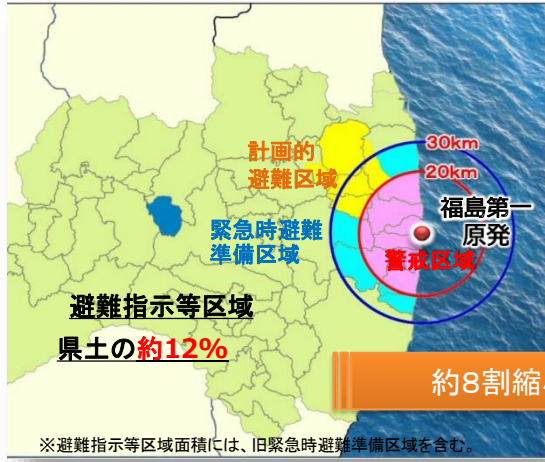 計画的
避難区域
30km
20km
福島第一
原発
緊急時避難
準備区域
警戒区域
避難指示等区域
県土の約12%
約8割縮
※避難指示等区域面積には、旧緊急時避難準備区域を含む。